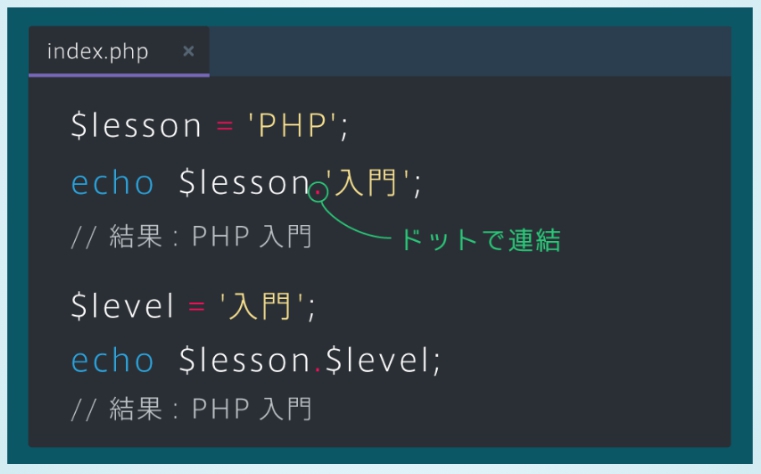 index.php ×
$lesson = 'PHP';
echo $lesson.'入門';
// 結果 : PHP 入門
ドットで連結
$level = '入門';
echo $lesson.$level;
// 結果 : PHP 入門